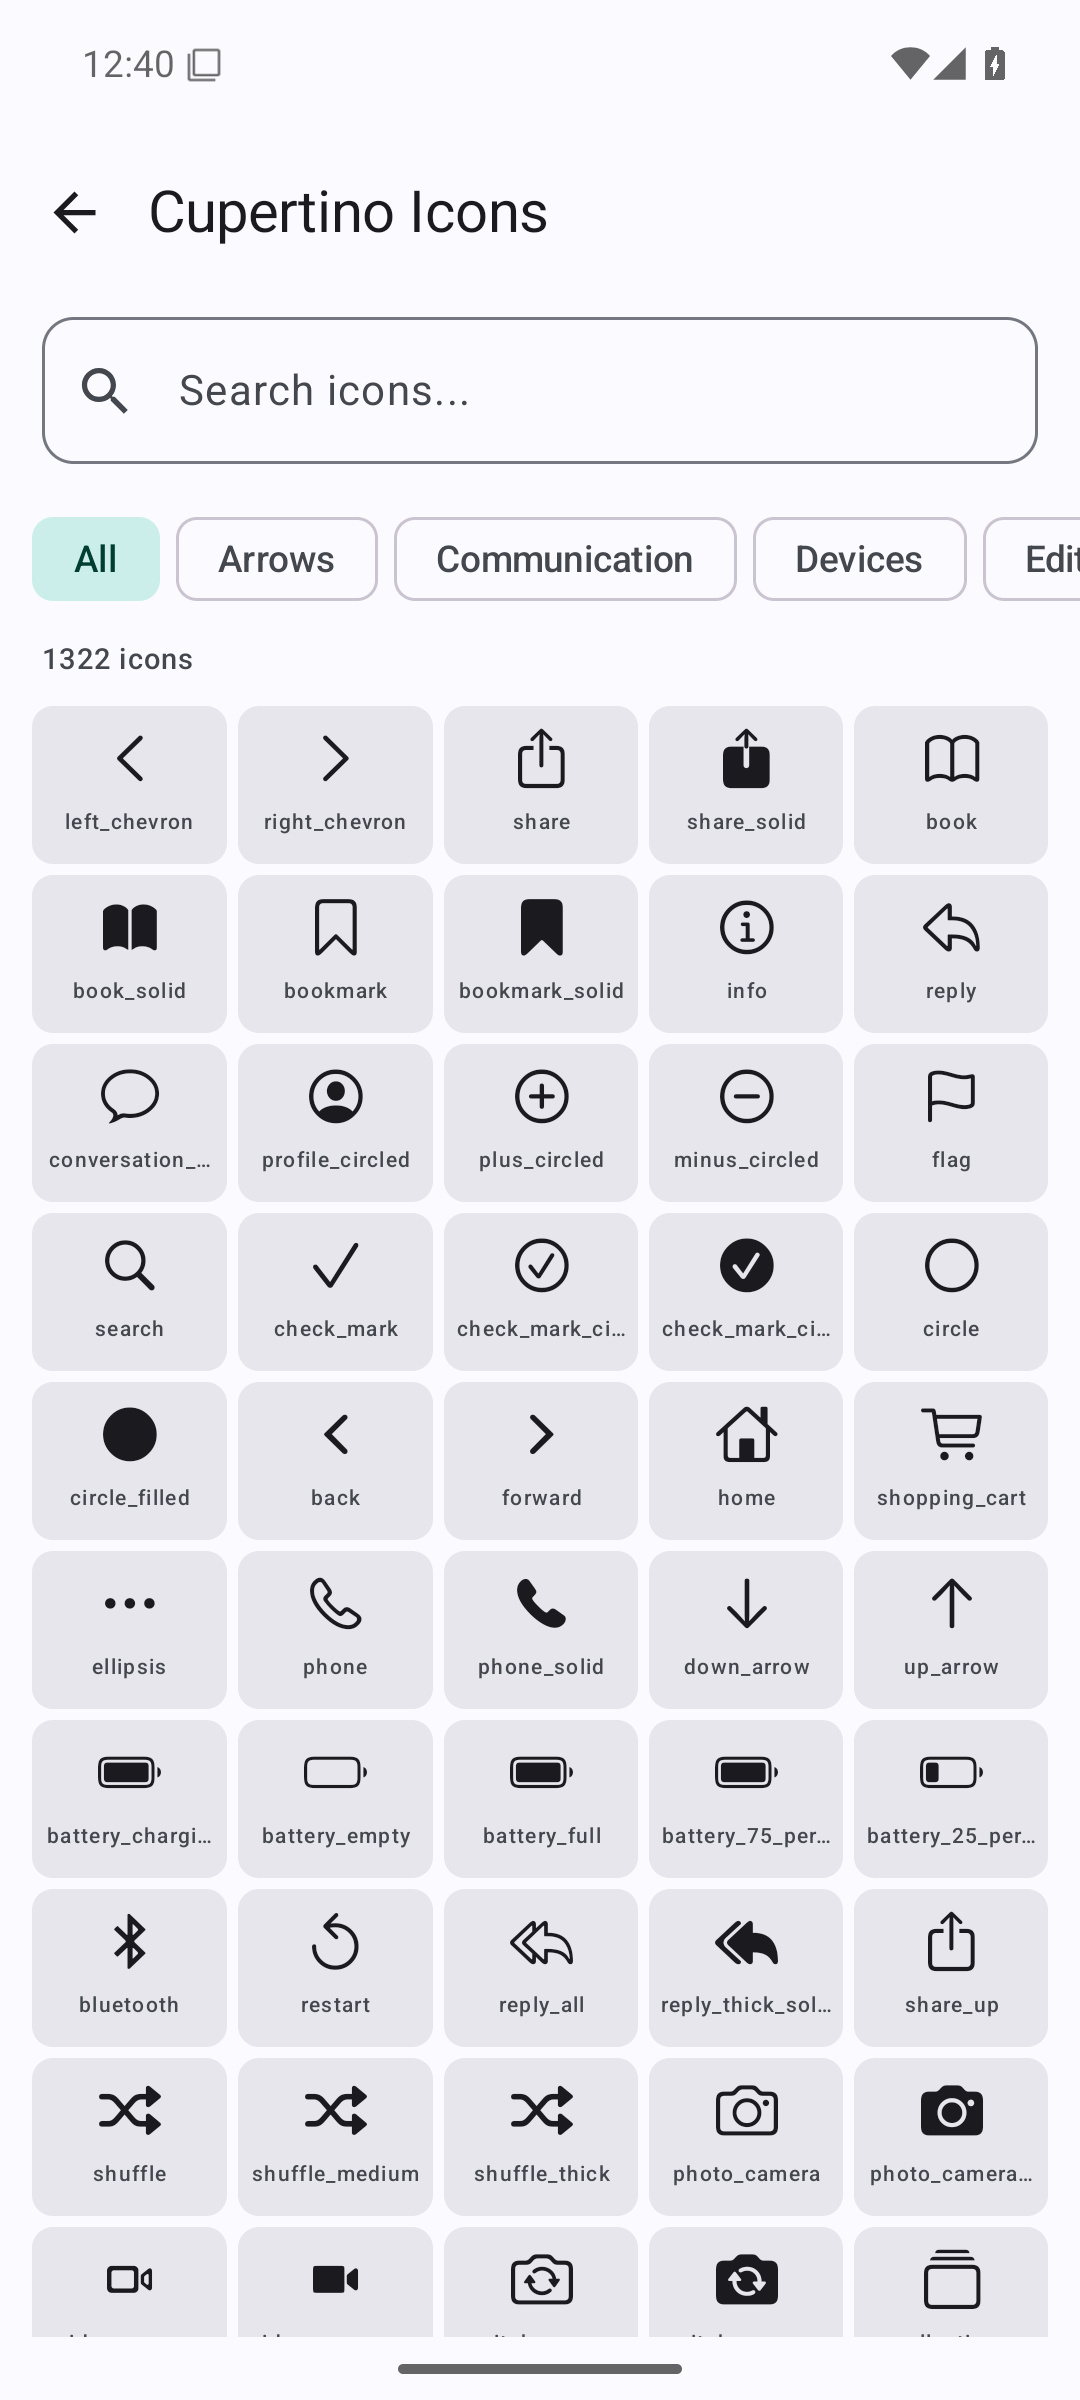 12:40
Cupertino Icons
Search icons...
All Arrows Communication Devices Edit
1322 icons
left_chevron right_chevron share share_solid book
book_solid bookmark bookmark_solid info reply
conversation_... profile_circled plus_circled minus_circled flag
search check_mark check_mark_ci... check_mark_ci... circle
circle_filled back forward home shopping_cart
ellipsis phone phone_solid down_arrow up_arrow
battery_chargi... battery_empty battery_full battery_75_per... battery_25_per...
bluetooth restart reply_all reply_thick_sol... share_up
shuffle shuffle_medium shuffle_thick photo_camera photo_camera...